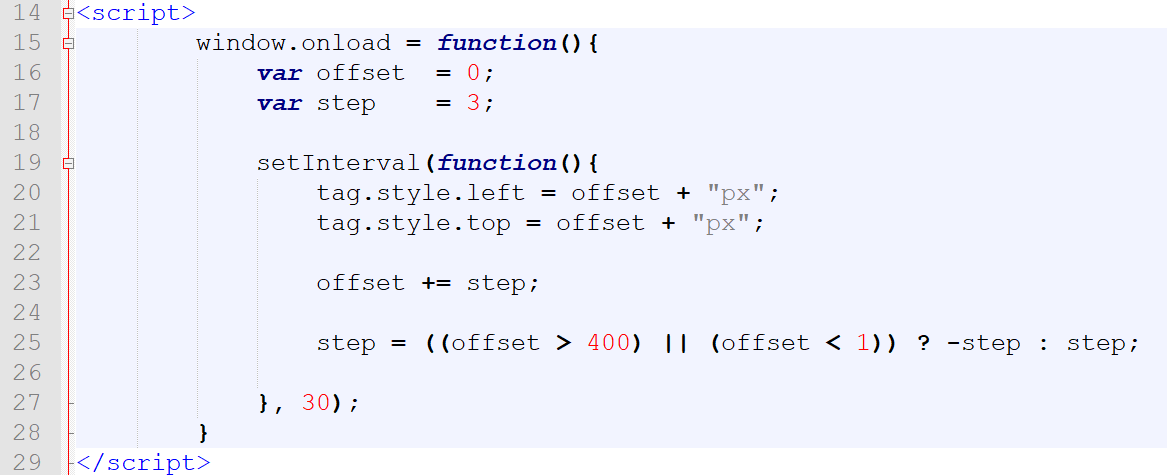 14 <script>
15 window.onload = function(){
16 var offset = 0;
17 var step = 3;
18
19 setInterval(function(){
20 tag.style.left = offset + "px";
21 tag.style.top = offset + "px";
22
23 offset += step;
24
25 step = ((offset > 400) || (offset < 1)) ? -step : step;
26
27 }, 30);
28 }
29 </script>